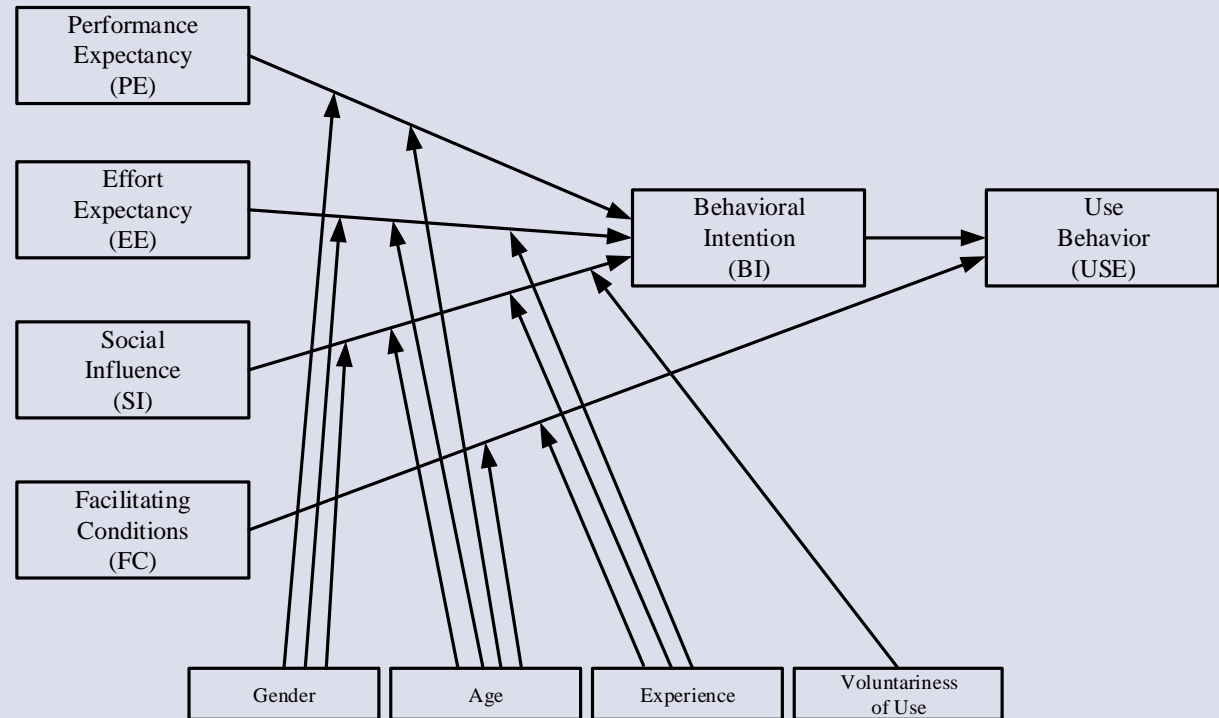 Performance
Expectancy
(PE)
Effort
Expectancy
(EE)
Behavioral
Intention
(BI)
Use
Behavior
(USE)
Social
Influence
(SI)
Facilitating
Conditions
(FC)
Gender
Age
Experience
Voluntariness
of Use